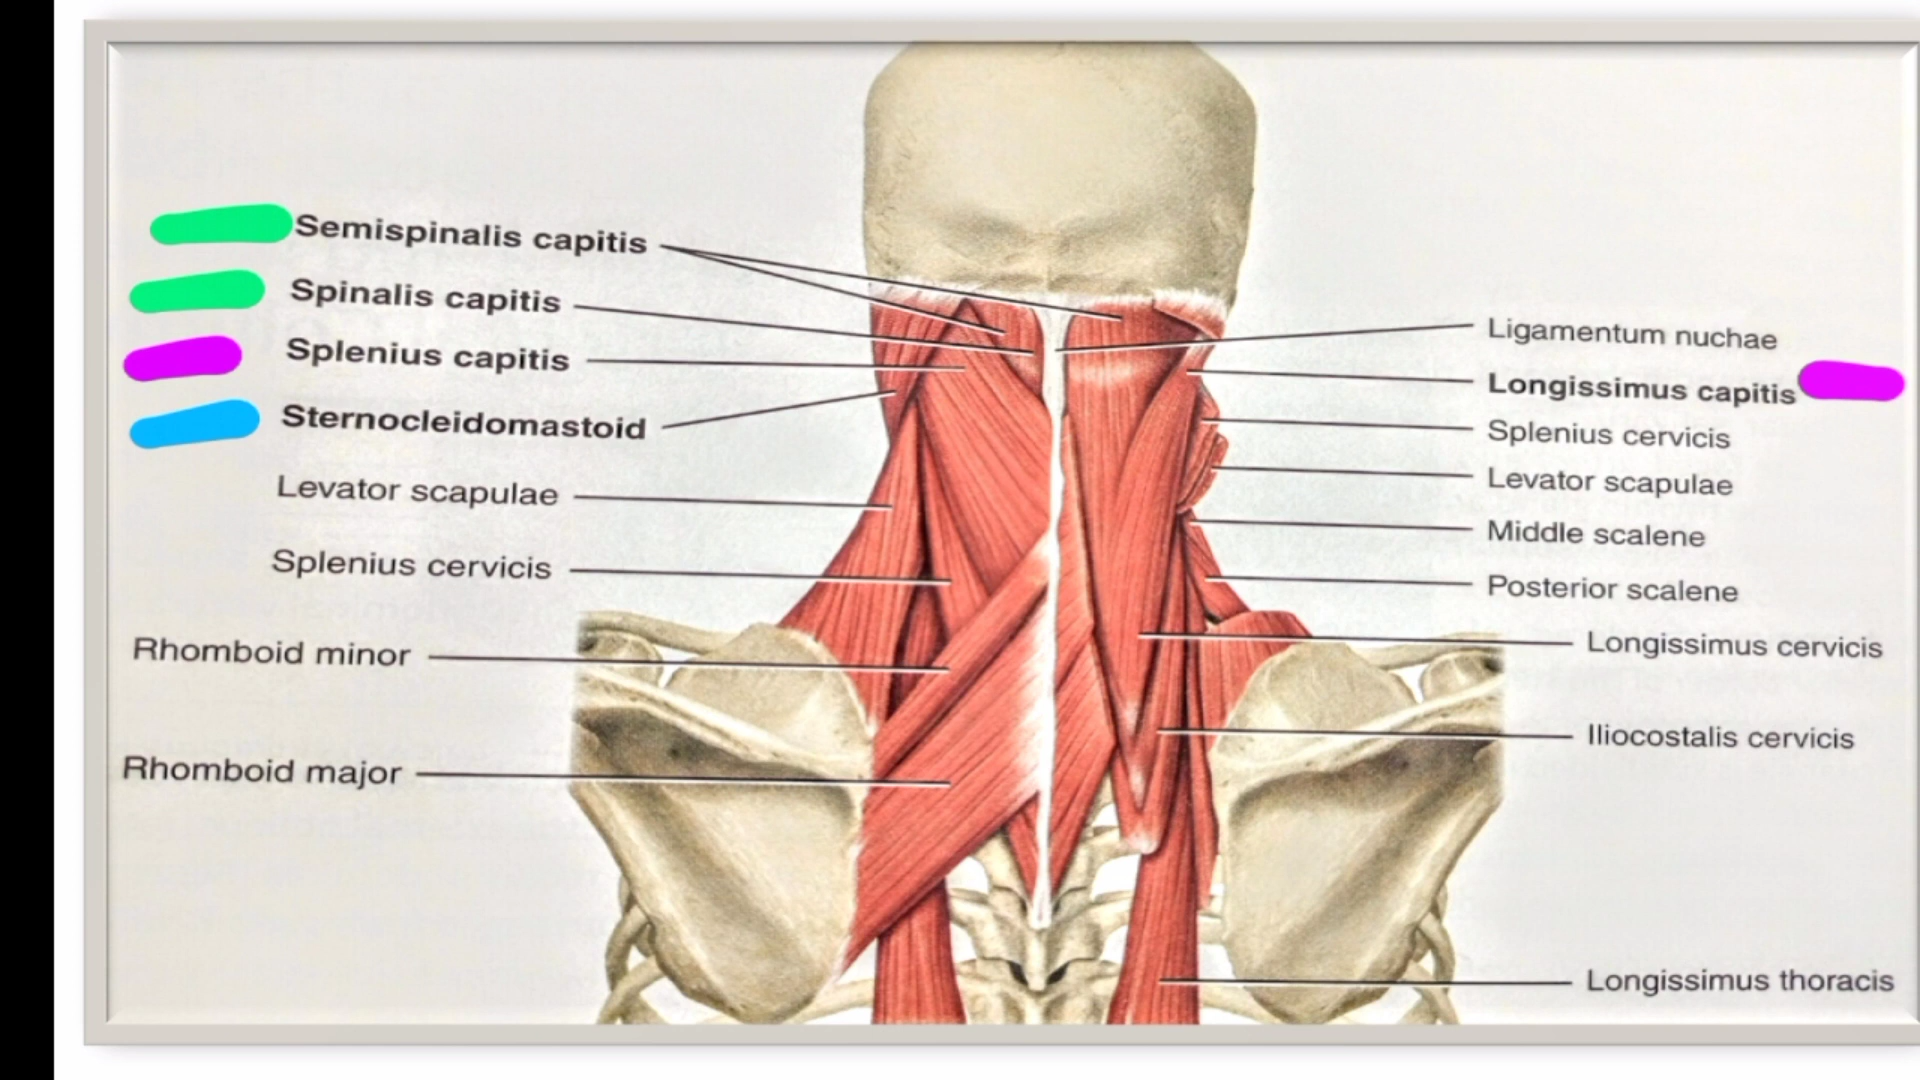 Semispinalis capitis
Spinalis capitis
Splenius capitis
Sternocleidomastoid
Levator scapulae
Splenius cervicis
Rhomboid minor
Rhomboid major
Ligamentum nuchae
Longissimus capitis
Splenius cervicis
Levator scapulae
Middle scalene
Posterior scalene
Longissimus cervicis
Iliocostalis cervicis
Longissimus thoracis